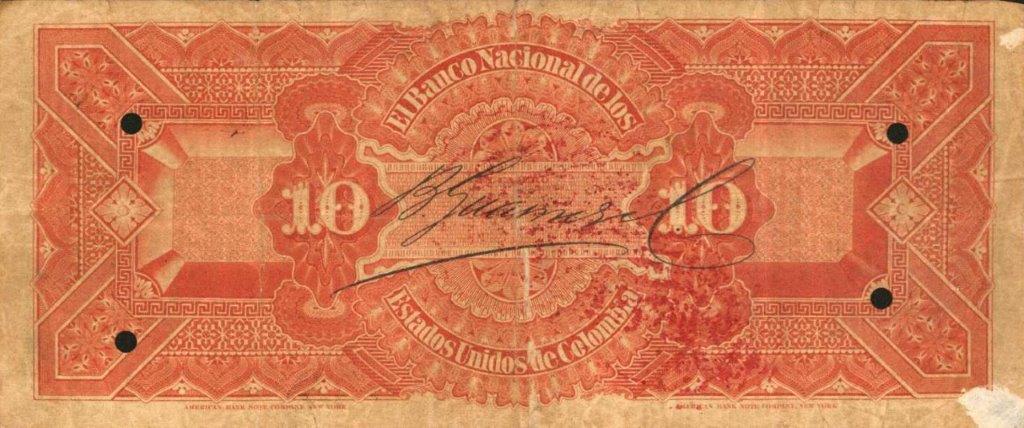 El Banco Nacional de los
10
10
Estados Unidos de Colombia
AMERICAN BANK NOTE COMPANY, NEW YORK
AMERICAN BANK NOTE COMPANY, NEW YORK